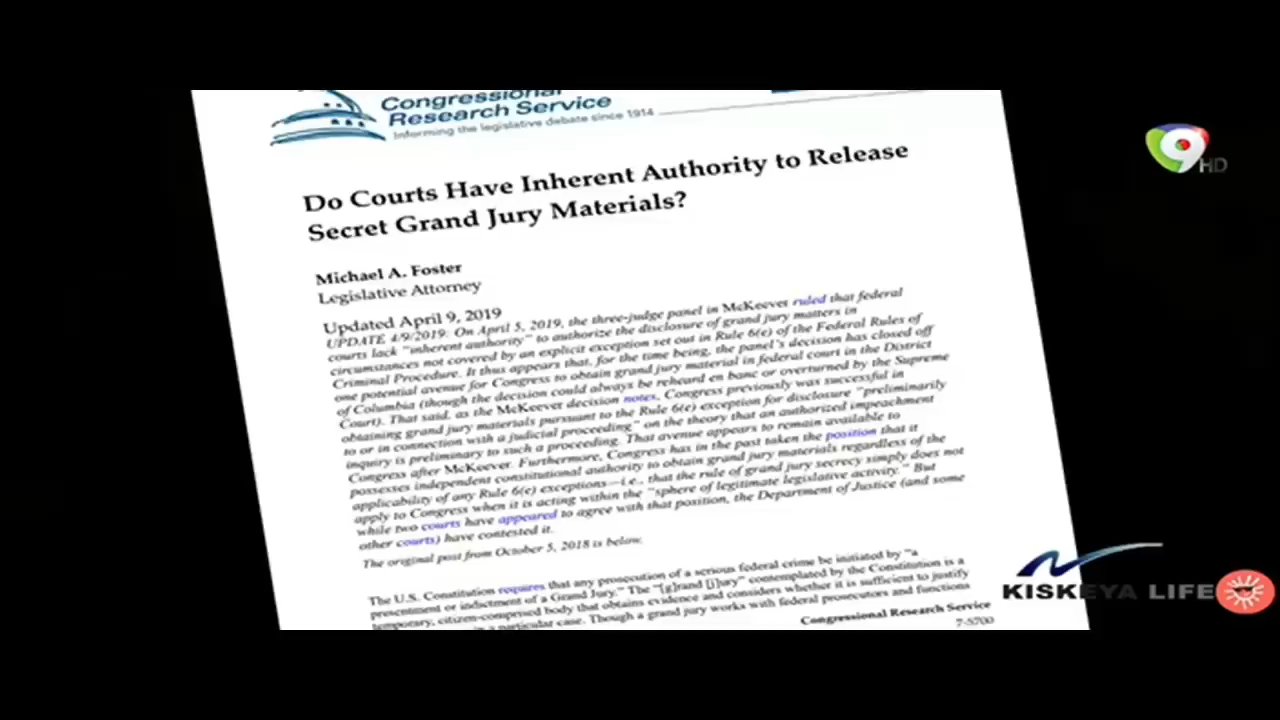 Congressional
Research Service
Informing the legislative debate since 1914
Do Courts Have Inherent Authority to Release
Secret Grand Jury Materials?
Michael A. Foster
Legislative Attorney
Updated April 9, 2019
UPDATE 4/9/2019: On April 5, 2019, the three-judge panel in McKeever ruled that federal
courts lack "inherent authority" to authorize the disclosure of grand jury matters in
circumstances not covered by an explicit exception set out in Rule 6(e) of the Federal Rules of
Criminal Procedure. It thus appears that, for the time being, the panel's decision has closed off
one potential avenue for Congress to obtain grand jury material in federal court in the District
of Columbia (though the decision could always be reheard en banc or overturned by the Supreme
Court). That said, as the McKeever decision notes, Congress previously was successful in
obtaining grand jury materials pursuant to the Rule 6(e) exception for disclosure "preliminarily
to or in connection with a judicial proceeding" on the theory that an authorized impeachment
inquiry is preliminary to such a proceeding. That avenue appears to remain available to
Congress after McKeever. Furthermore, Congress has in the past taken the position that it
possesses independent constitutional authority to obtain grand jury materials regardless of the
applicability of any Rule 6(e) exceptions—i.e., that the rule of grand jury secrecy simply does not
apply to Congress when it is acting within the "sphere of legitimate legislative activity." But
while two courts have appeared to agree with that position, the Department of Justice (and some
other courts) have contested it.
The original post from October 5, 2018 is below.
The U.S. Constitution requires that any prosecution of a serious federal crime be initiated by "a
presentment or indictment of a Grand Jury." The "[g]rand [j]ury" contemplated by the Constitution is a
temporary, citizen-comprised body that obtains evidence and considers whether it is sufficient to justify
in a particular case. Though a grand jury works with federal prosecutors and functions
Congressional Research Service
7-5700
9 HD
KISKEYA LIFE